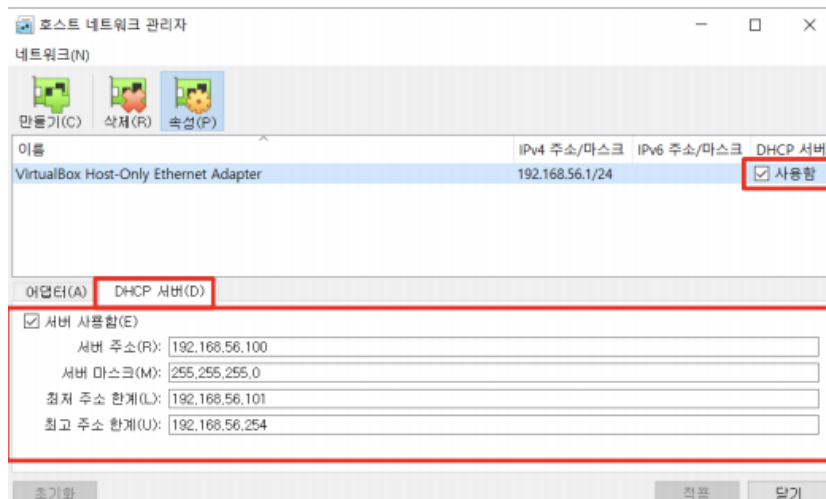 호스트 네트워크 관리자
네트워크(N)
만들기(C) 삭제(R) 속성(P)
이름 IPv4 주소/마스크 IPv6 주소/마스크 DHCP 서버
VirtualBox Host-Only Ethernet Adapter 192.168.56.1/24 사용함
어댑터(A) DHCP 서버(D)
서버 사용함(E)
서버 주소(R): 192.168.56.100
서버 마스크(M): 255.255.255.0
최저 주소 한계(L): 192.168.56.101
최고 주소 한계(U): 192.168.56.254
초기화 적용 닫기